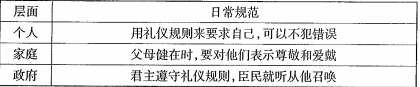 层面 日常规范
个人 用礼仪规则来要求自己,可以不犯错误
家庭 父母健在时,要对他们表示尊敬和爱戴
政府 君主遵守礼仪规则,臣民就听从他召唤